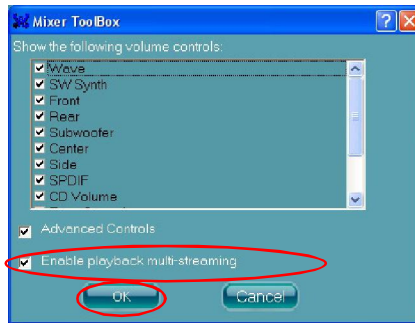 Mixer ToolBox
Show the following volume controls:
Wave
SW Synth
Front
Rear
Subwoofer
Center
Side
SPDIF
CD Volume
Advanced Controls
Enable playback multi-streaming
OK
Cancel